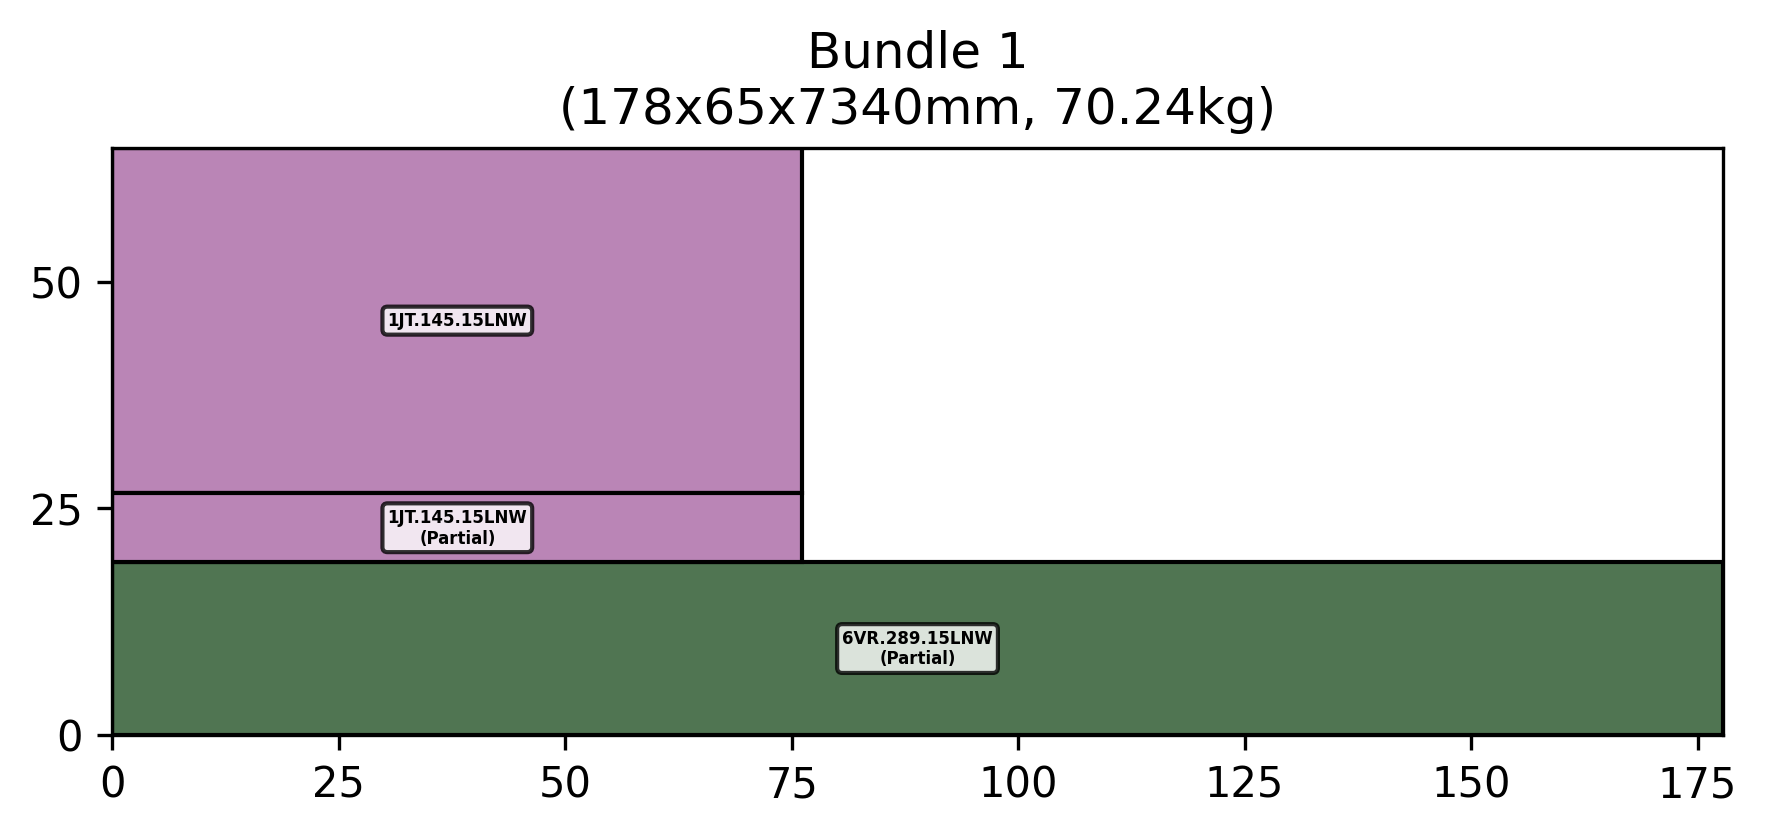 Bundle 1
(178x65x7340mm, 70.24kg)
50
25
0
1JT.145.15LNW
1JT.145.15LNW
(Partial)
6VR.289.15LNW
(Partial)
0 25 50 75 100 125 150 175